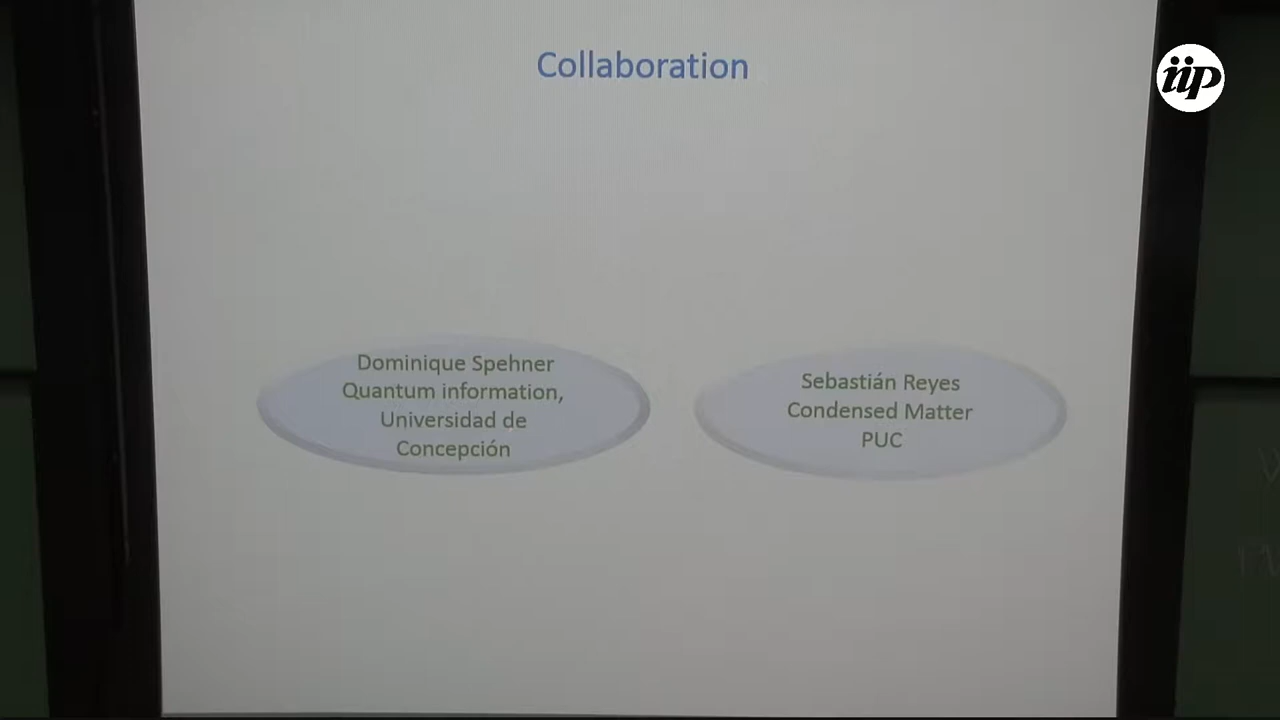 Collaboration
iip
Dominique Spehner
Quantum information,
Universidad de
Concepción
Sebastián Reyes
Condensed Matter
PUC